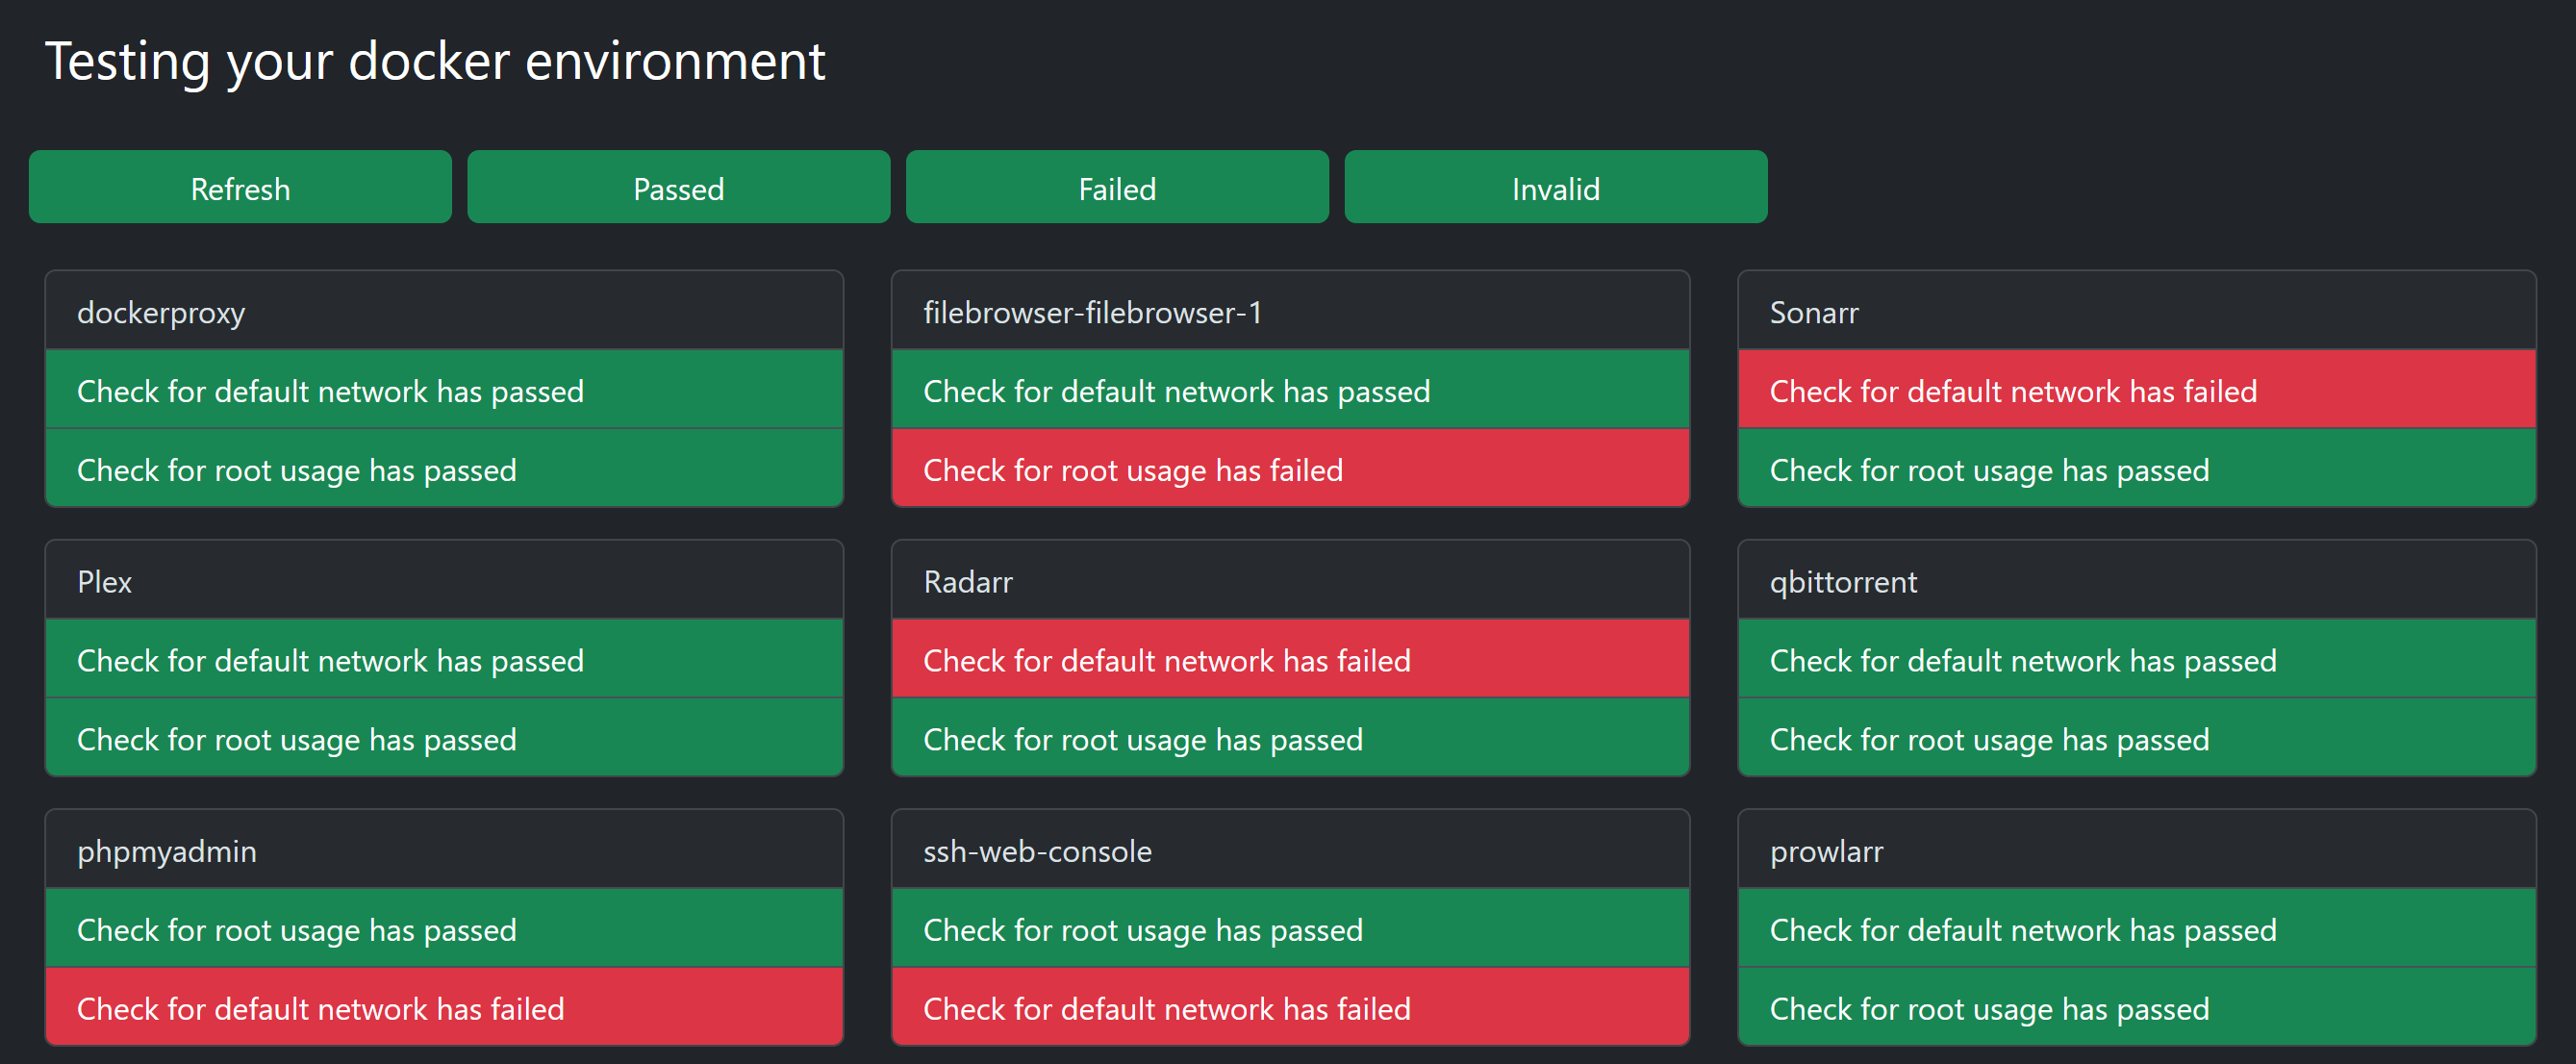 Testing your docker environment
Refresh
Passed
Failed
Invalid
dockerproxy
Check for default network has passed
Check for root usage has passed
filebrowser-filebrowser-1
Check for default network has passed
Check for root usage has failed
Sonarr
Check for default network has failed
Check for root usage has passed
Plex
Check for default network has passed
Check for root usage has passed
Radarr
Check for default network has failed
Check for root usage has passed
qbittorrent
Check for default network has passed
Check for root usage has passed
phpmyadmin
Check for root usage has passed
Check for default network has failed
ssh-web-console
Check for root usage has passed
Check for default network has failed
prowlarr
Check for default network has passed
Check for root usage has passed